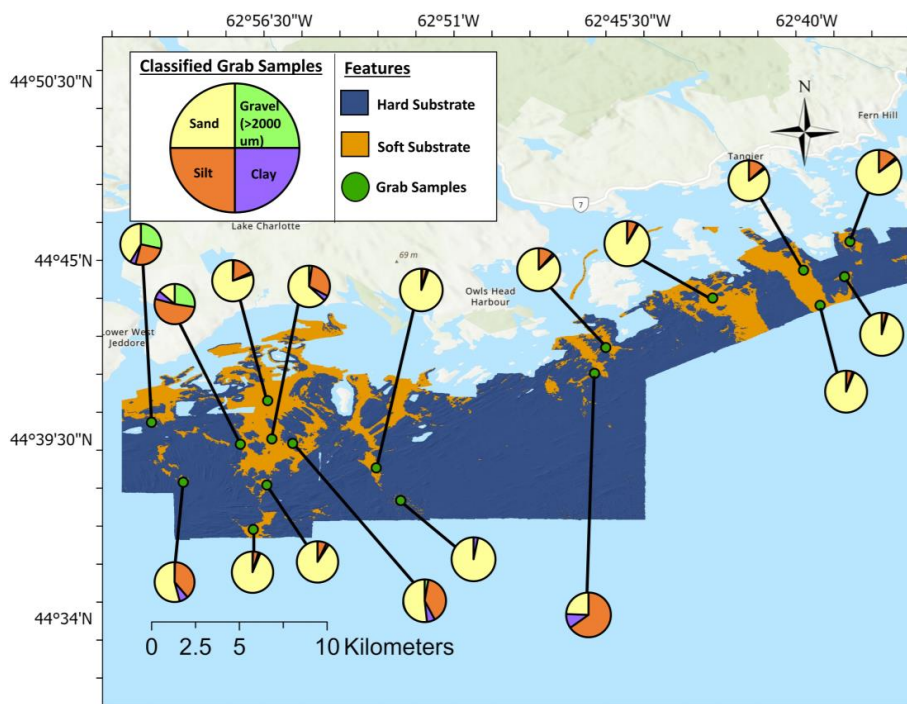 62°56'30"W 62°51'W 62°45'30"W 62°40'W
44°50'30"N
44°45'N
44°39'30"N
44°34'N
Classified Grab Samples
Sand
Gravel
(>2000
um)
Silt
Clay
Features
Hard Substrate
Soft Substrate
Grab Samples
N
Fern Hill
Tangier
7
Lake Charlotte
69 m
Owls Head
Harbour
Lower West
Jeddore
0 2.5 5 10 Kilometers